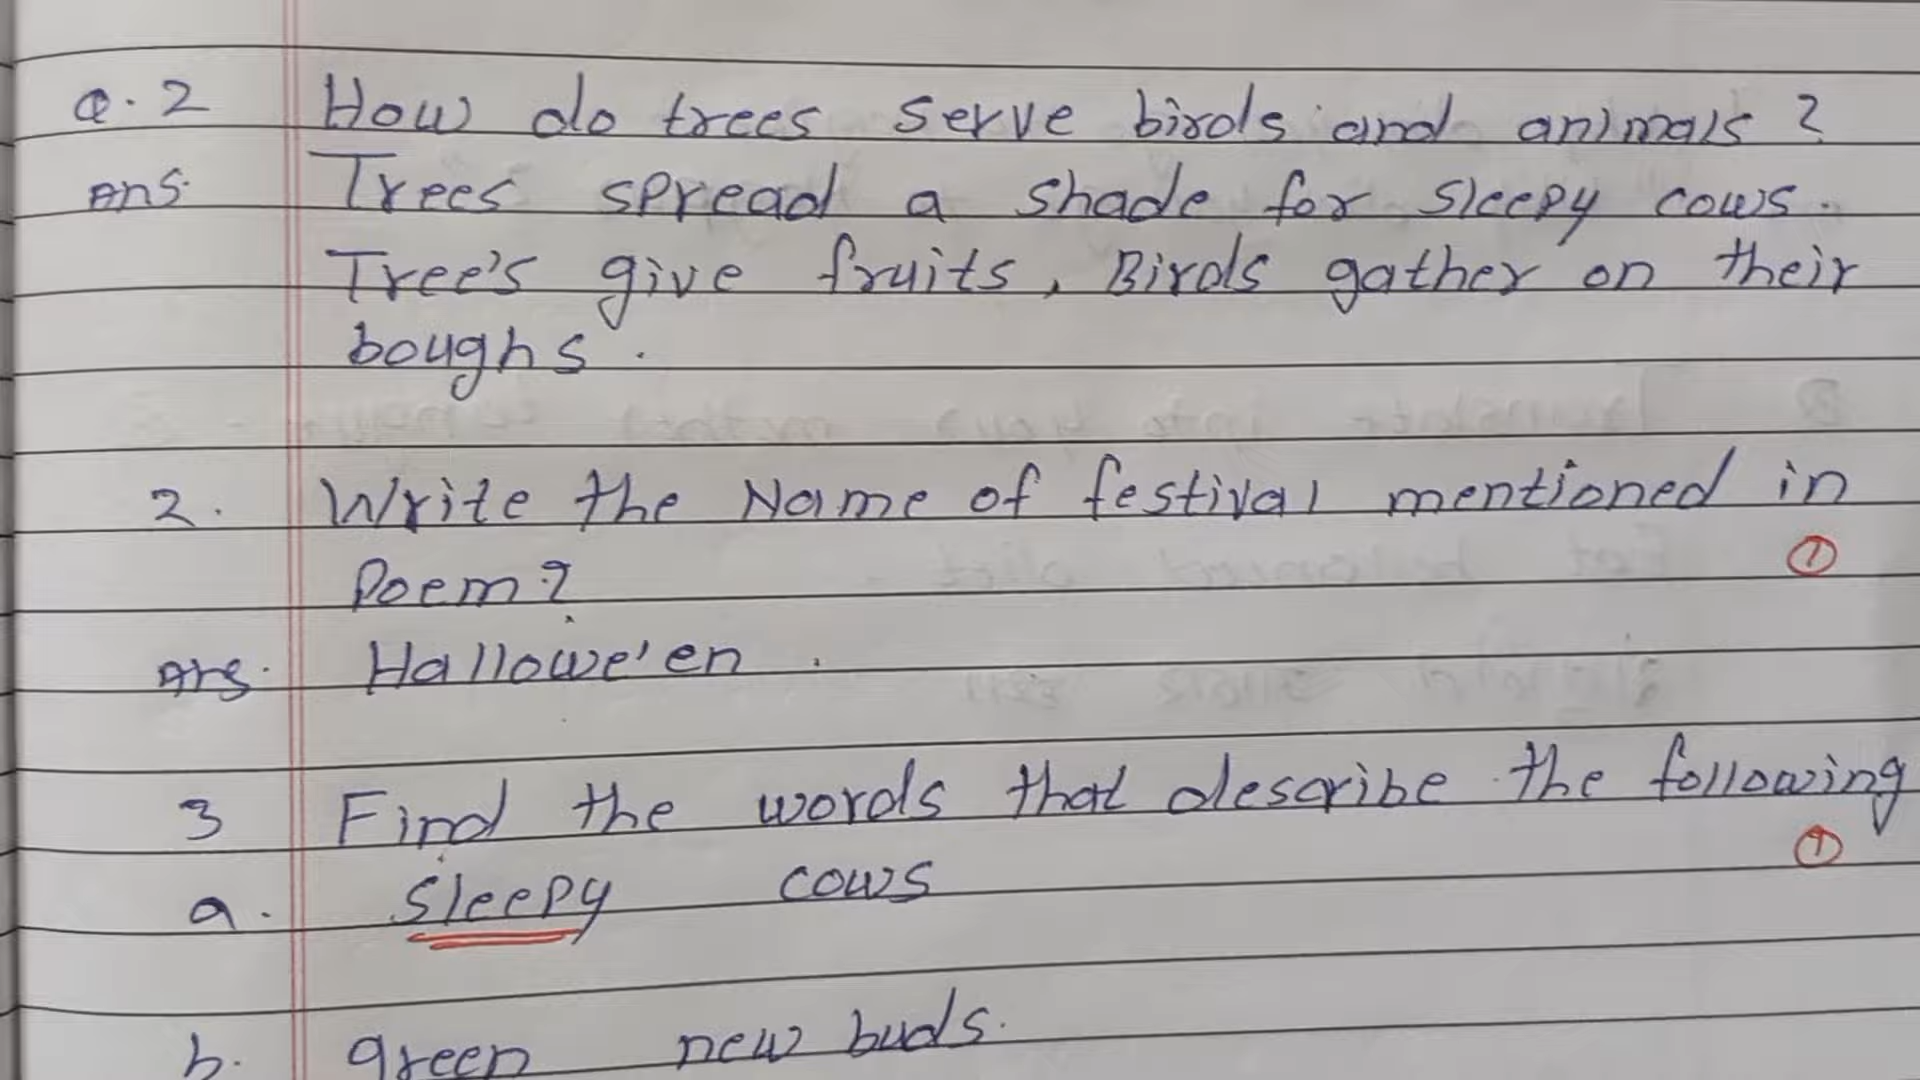 Q.2 How do trees serve birds and animals?
Ans. Trees spread a shade for sleepy cows.
Tree's give fruits, Birds gather on their
boughs.
2. Write the Name of festival mentioned in
Poem?
1
Ans. Hallowe'en.
3 Find the words that describe the following
1
a. Sleepy cows
b. green new buds.